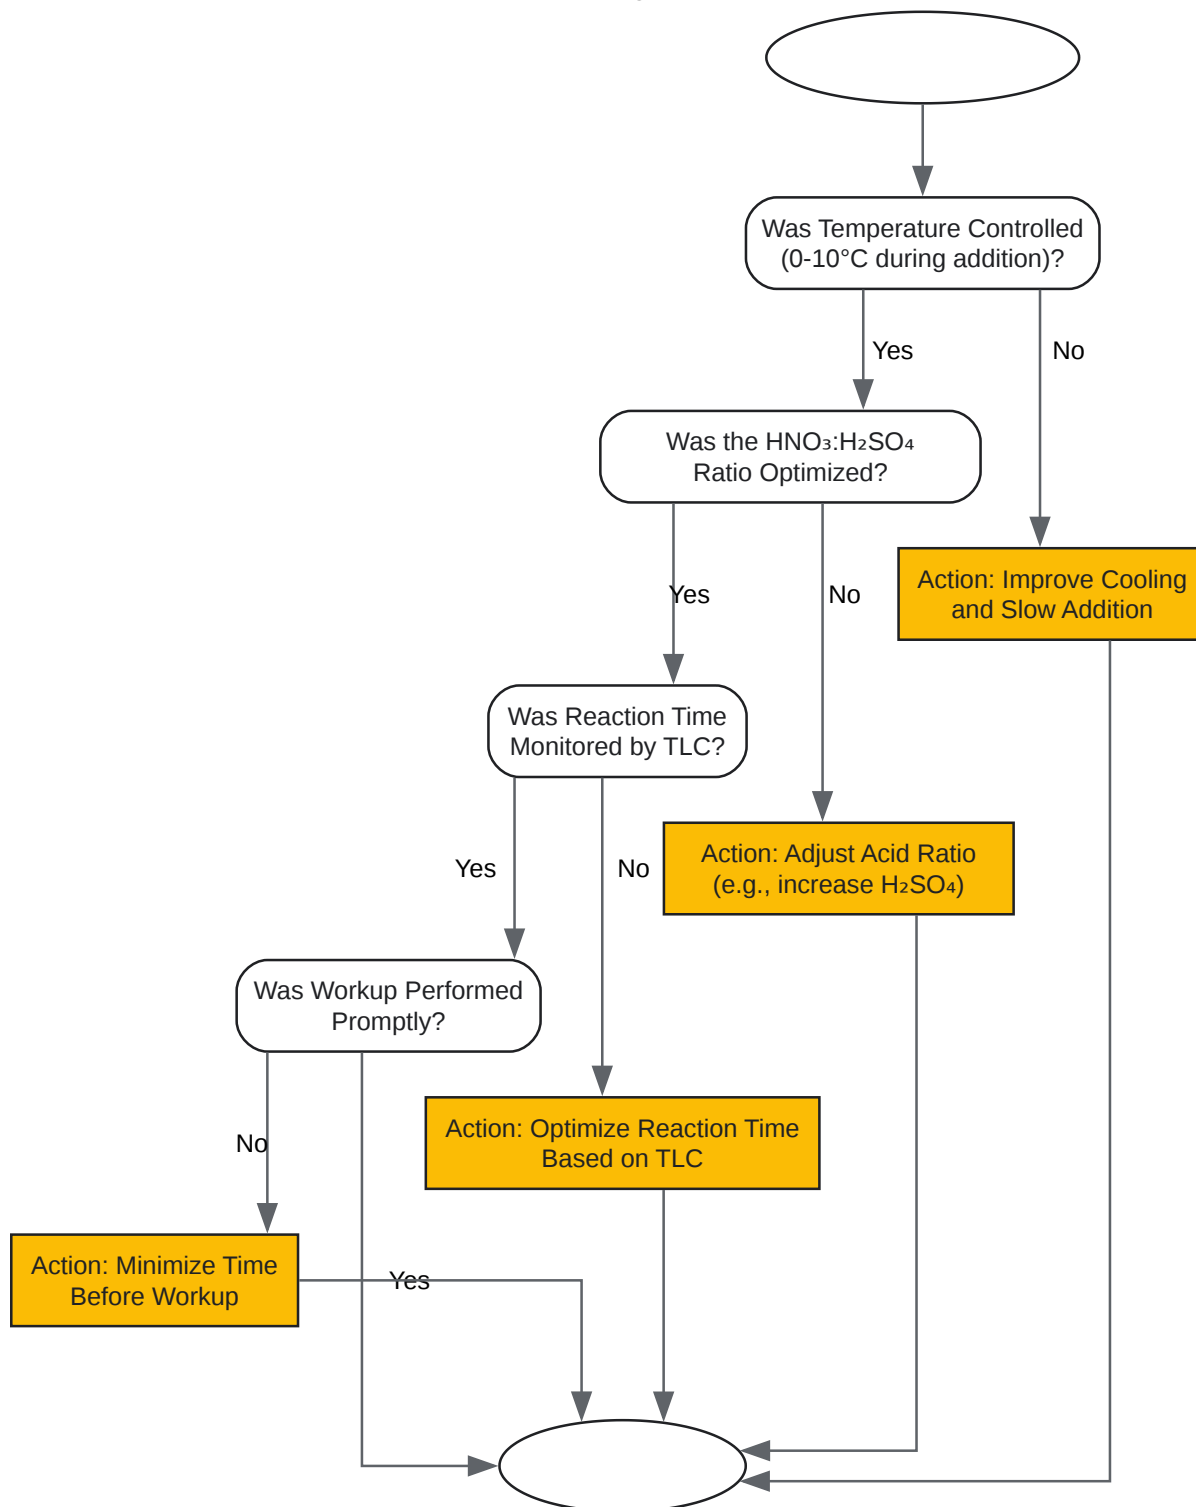 Was Temperature Controlled
(0-10°C during addition)?
Yes
No
Was the HNO₃:H₂SO₄
Ratio Optimized?
Yes
No
Action: Improve Cooling
and Slow Addition
Was Reaction Time
Monitored by TLC?
Yes
No
Action: Adjust Acid Ratio
(e.g., increase H₂SO₄)
Was Workup Performed
Promptly?
No
Action: Optimize Reaction Time
Based on TLC
Action: Minimize Time
Before Workup
Yes